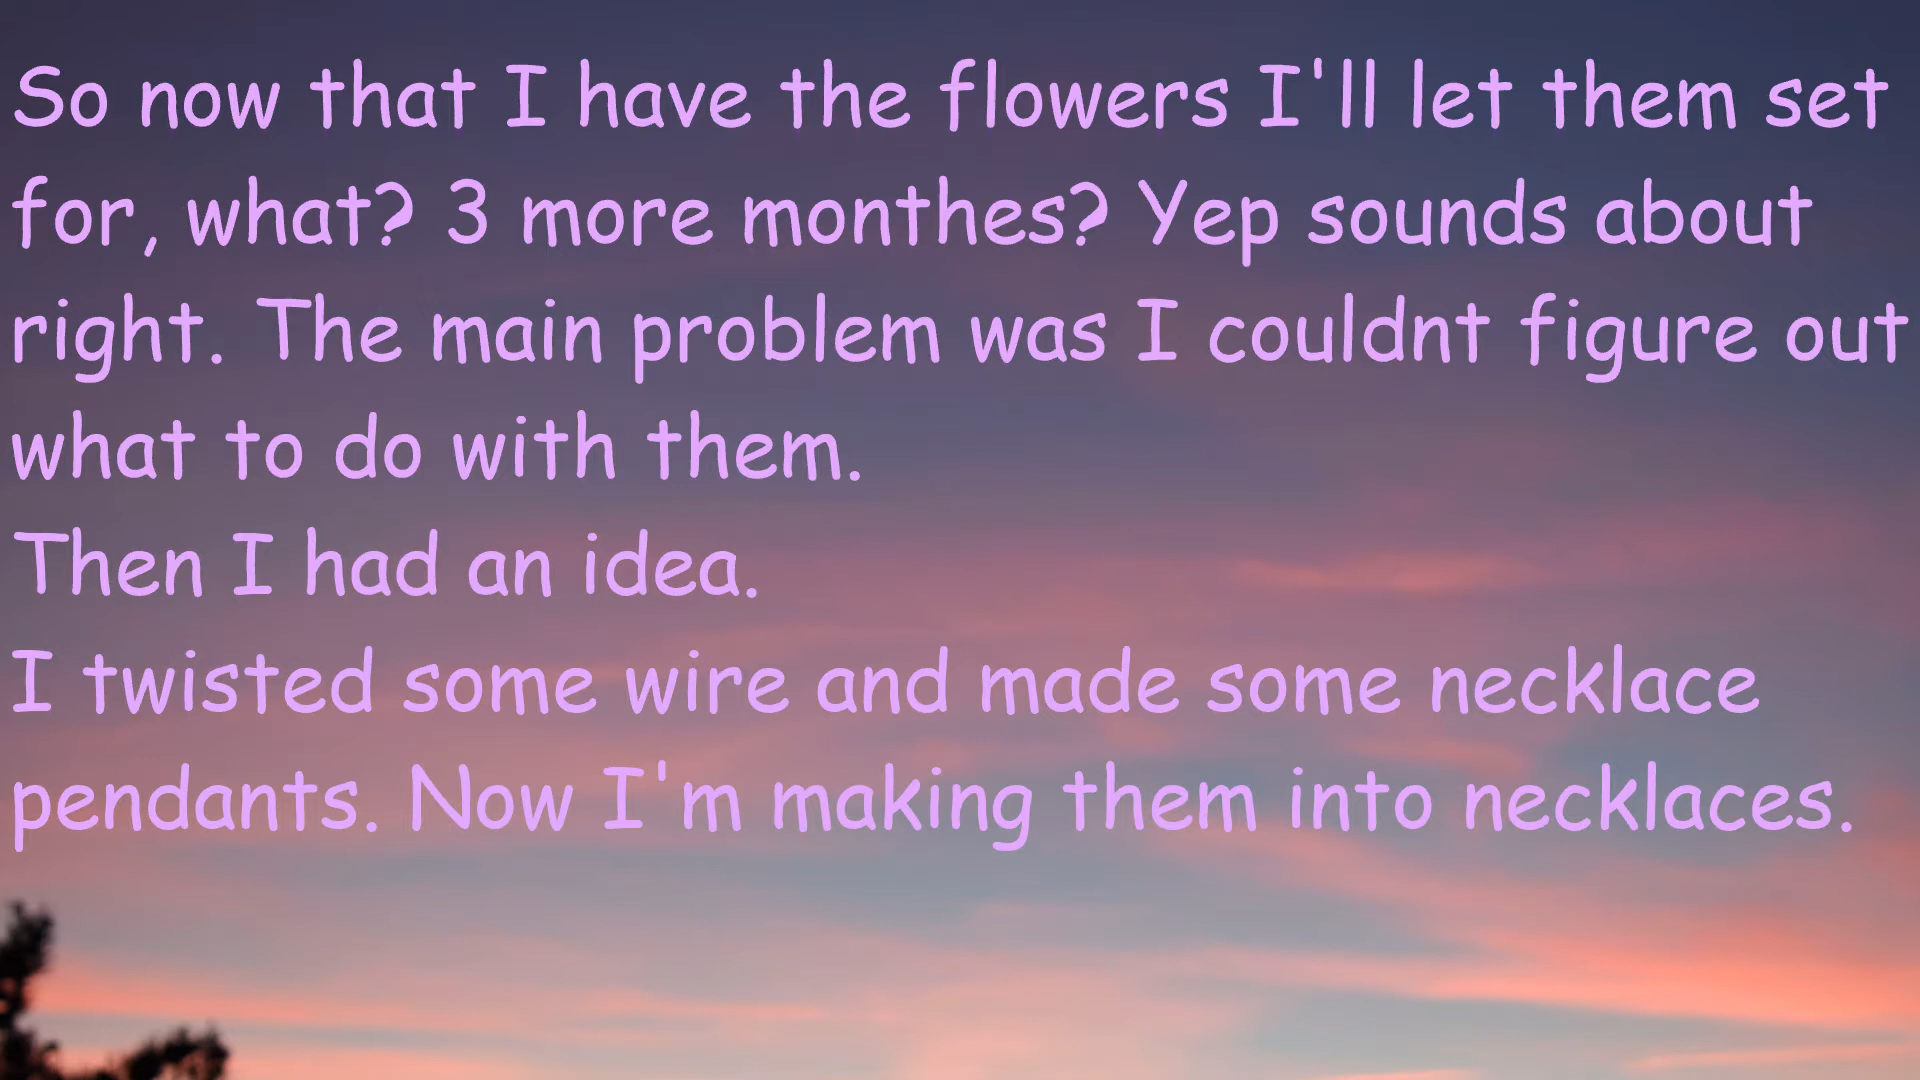 So now that I have the flowers I'll let them set
for, what? 3 more monthes? Yep sounds about
right. The main problem was I couldnt figure out
what to do with them.
Then I had an idea.
I twisted some wire and made some necklace
pendants. Now I'm making them into necklaces.